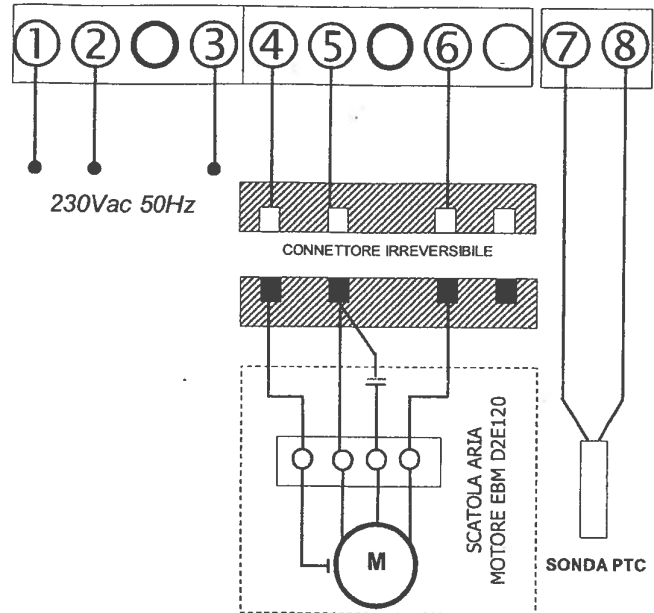 1 2 3 4 5 6 7 8
230Vac 50Hz
CONNETTORE IRREVERSIBILE
SCATOLA ARIA
MOTORE EBM D2E120
M
SONDA PTC